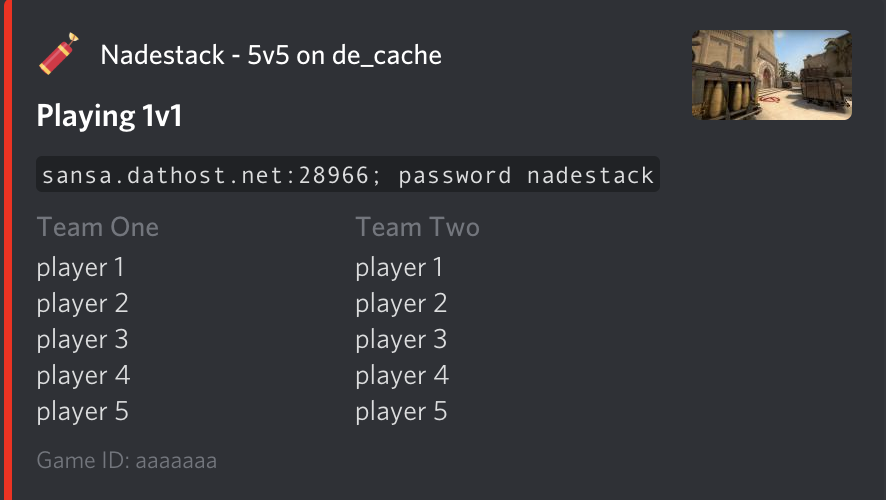 Nadestack - 5v5 on de_cache
Playing 1v1
sansa.dathost.net:28966; password nadestack
Team One Team Two
player 1 player 1
player 2 player 2
player 3 player 3
player 4 player 4
player 5 player 5
Game ID: aaaaaaa